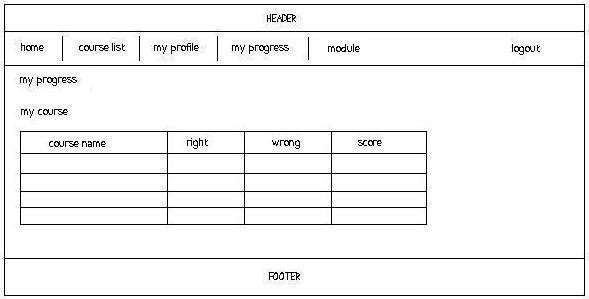 HEADER
home course list my profile my progress module logout
my progress
my course
course name right wrong score
FOOTER